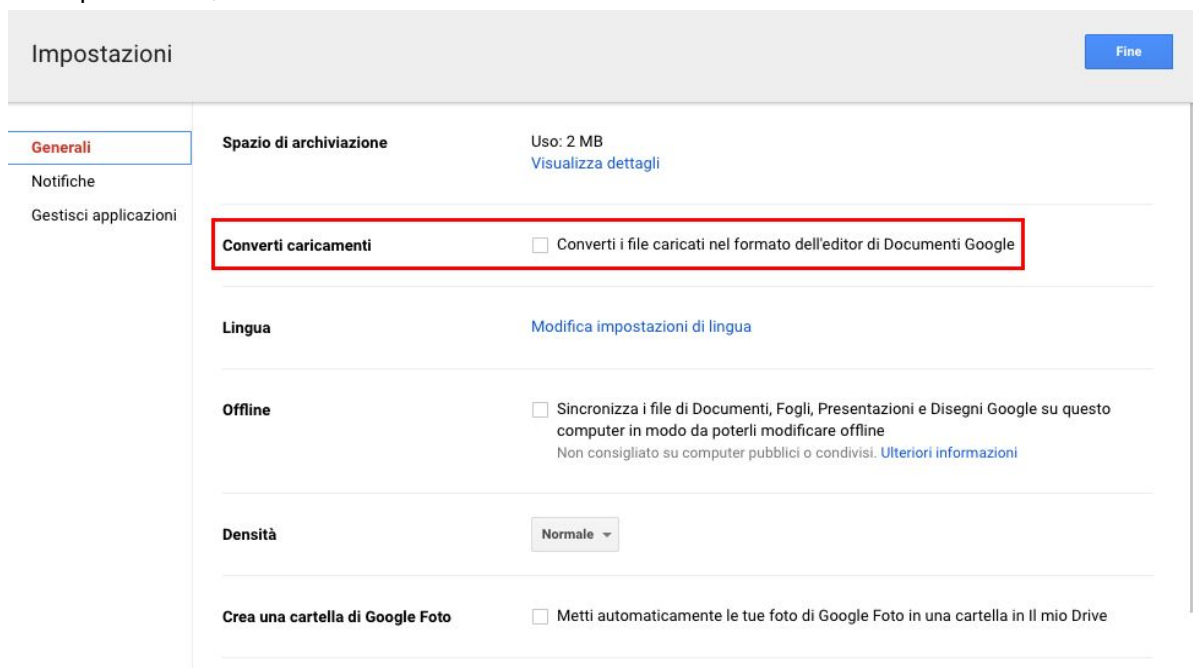 Impostazioni
Fine
Generali
Notifiche
Gestisci applicazioni
Spazio di archiviazione
Uso: 2 MB
Visualizza dettagli
Converti caricamenti
Converti i file caricati nel formato dell'editor di Documenti Google
Lingua
Modifica impostazioni di lingua
Offline
Sincronizza i file di Documenti, Fogli, Presentazioni e Disegni Google su questo
computer in modo da poterli modificare offline
Non consigliato su computer pubblici o condivisi. Ulteriori informazioni
Densità
Normale
Crea una cartella di Google Foto
Metti automaticamente le tue foto di Google Foto in una cartella in Il mio Drive